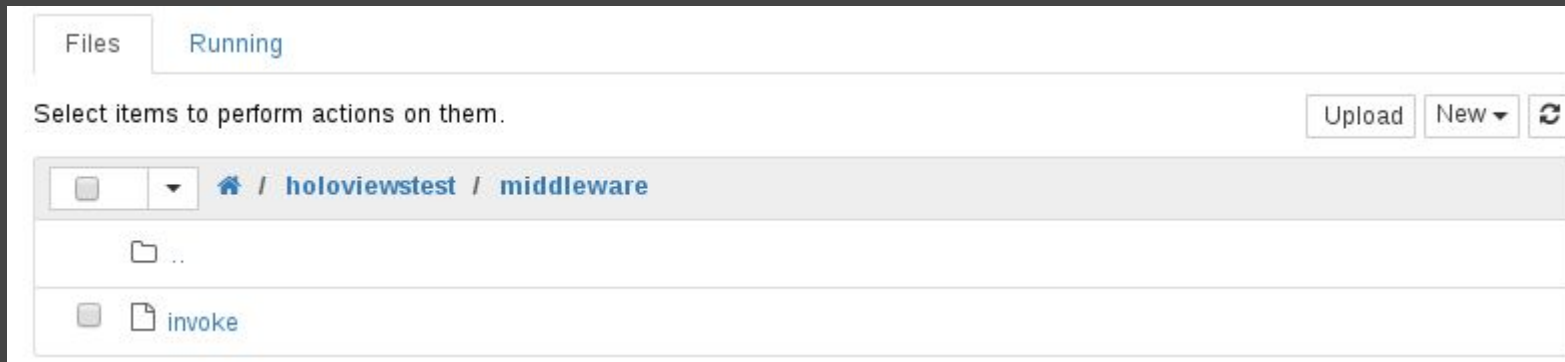 Files Running
Select items to perform actions on them. Upload New
/ holoviewstest / middleware
..
invoke